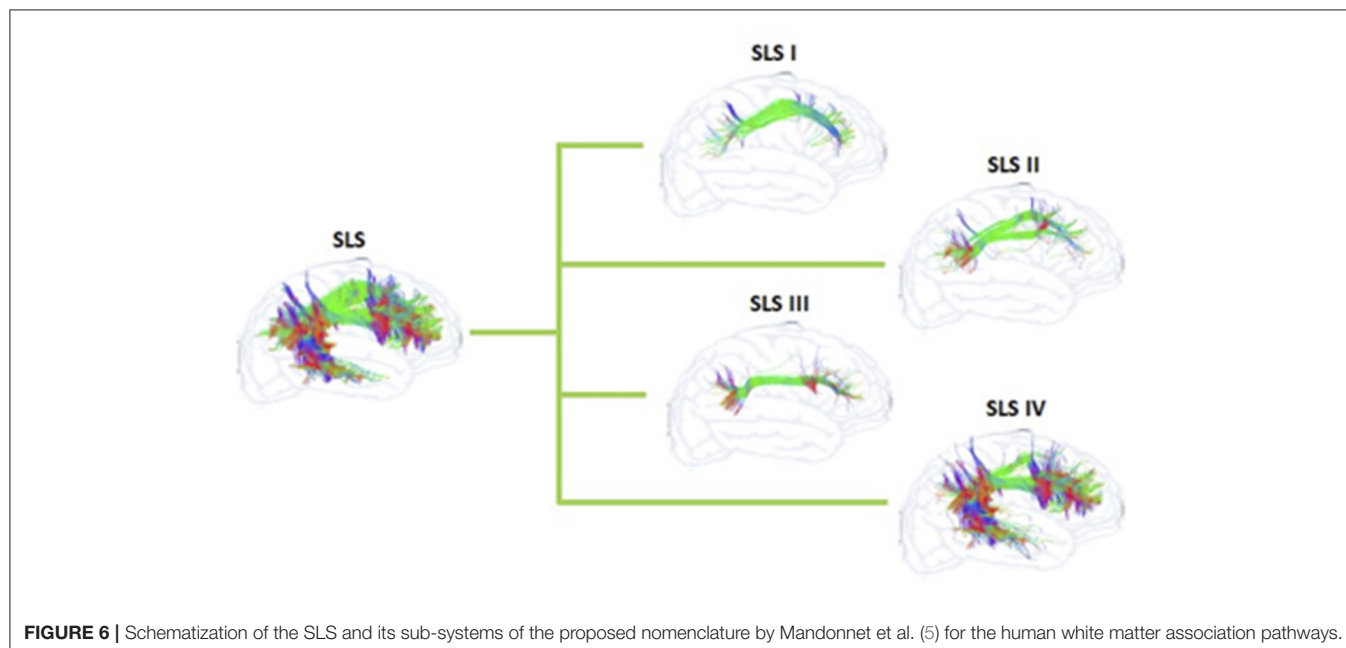 SLS I
SLS II
SLS
SLS III
SLS IV
FIGURE 6 | Schematization of the SLS and its sub-systems of the proposed nomenclature by Mandonnet et al. (5) for the human white matter association pathways.